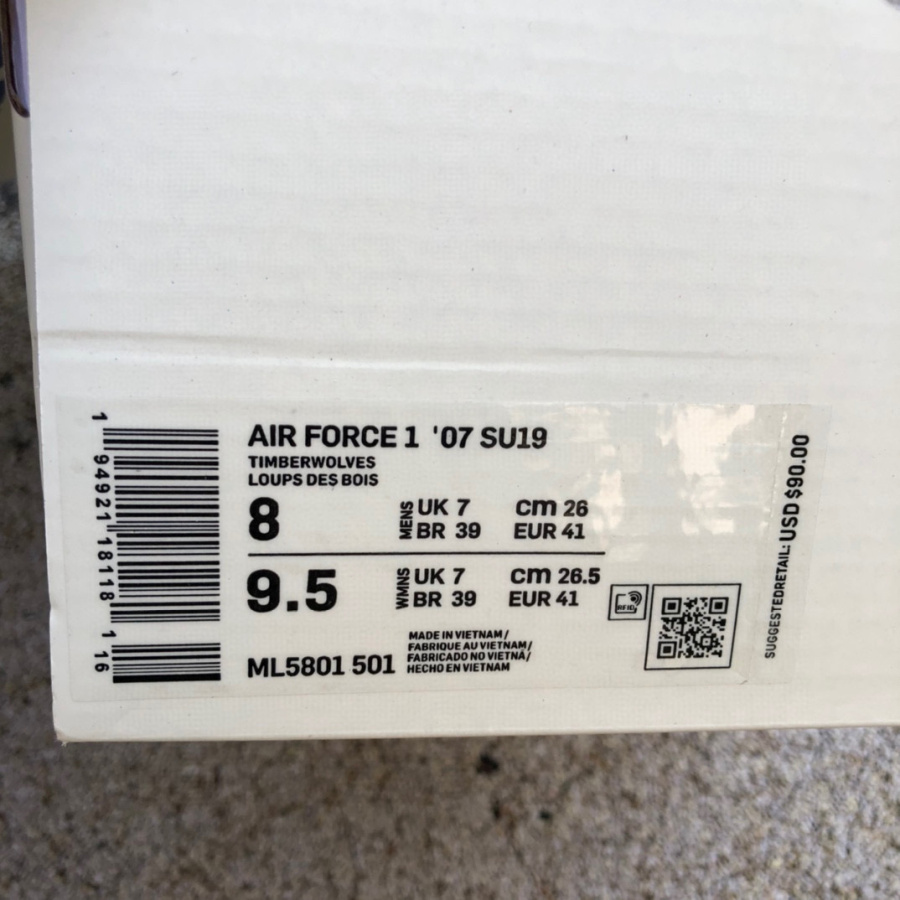 AIR FORCE 1 '07 SU19
TIMBERWOLVES
LOUPS DES BOIS
8
MENS
UK 7
cm 26
BR 39
EUR 41
9.5
WMNS
UK 7
cm 26.5
BR 39
EUR 41
ML5801 501
MADE IN VIETNAM/
FABRIQUE AU VIETNAM/
FABRICADO NO VIETNÃ/
HECHO EN VIETNAM
RFID
SUGGESTEDRETAIL: USD $90.00
1 94921 18118 1 16